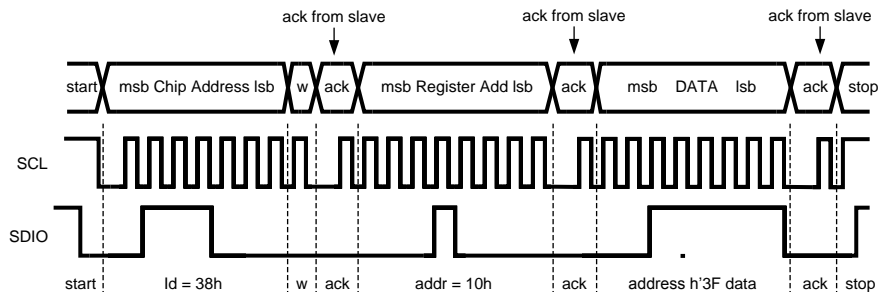 ack from slave ack from slave ack from slave
start msb Chip Address lsb w ack msb Register Add lsb ack msb DATA lsb ack stop
SCL
SDIO
start Id = 38h w ack addr = 10h ack address h'3F data ack stop